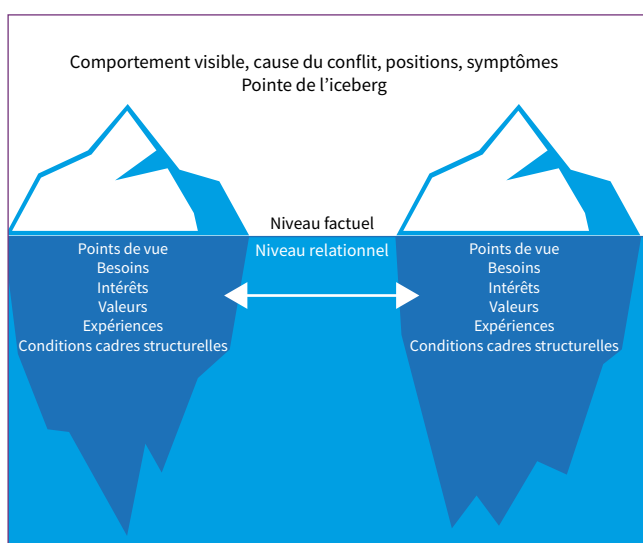 Comportement visible, cause du conflit, positions, symptômes
Pointe de l’iceberg
Niveau factuel
Niveau relationnel
Points de vue
Besoins
Intérêts
Valeurs
Expériences
Conditions cadres structurelles
Points de vue
Besoins
Intérêts
Valeurs
Expériences
Conditions cadres structurelles